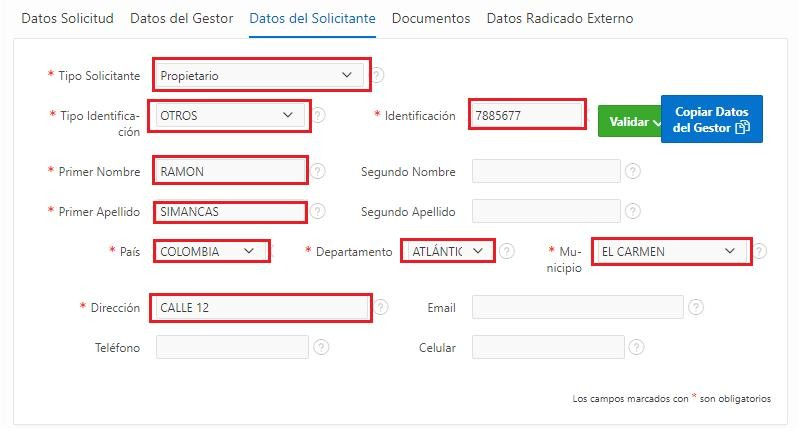 Datos Solicitud Datos del Gestor Datos del Solicitante Documentos Datos Radicado Externo
* Tipo Solicitante Propietario ?
* Tipo Identifica-
ción OTROS ? * Identificación 7885677 Validar Copiar Datos
del Gestor
* Primer Nombre RAMON ? Segundo Nombre ?
* Primer Apellido SIMANCAS ? Segundo Apellido ?
* País COLOMBIA * Departamento ATLÁNTIC ? * Mu-
nicipio EL CARMEN ?
* Dirección CALLE 12 ? Email ?
Teléfono ? Celular ?
Los campos marcados con * son obligatorios